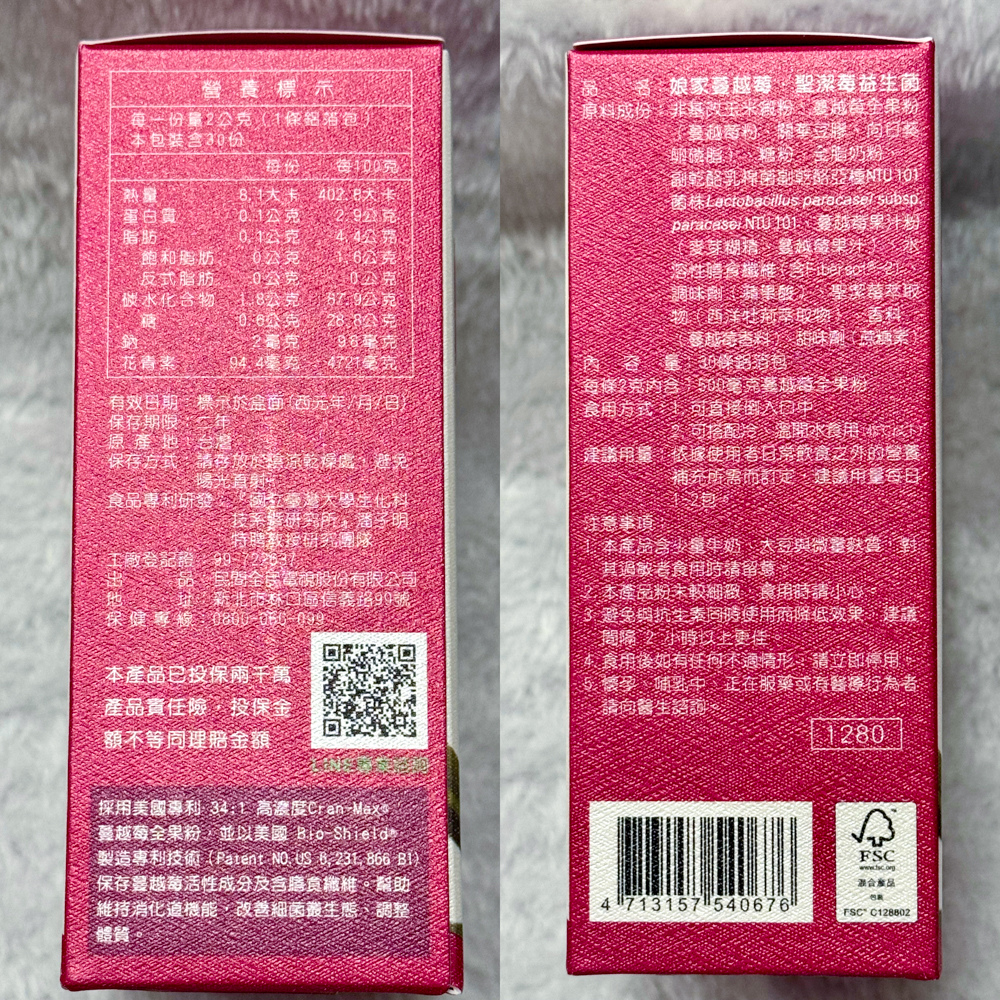 營養標示
每一份量2公克(1條鋁箔包)
本包裝含30份
每份 每100克
熱量 8.1大卡 402.8大卡
蛋白質 0.1公克 2.9公克
脂肪 0.1公克 4.4公克
飽和脂肪 0公克 1.6公克
反式脂肪 0公克 0公克
碳水化合物 1.8公克 87.9公克
糖 0.6公克 28.8公克
鈉 2毫克 98毫克
花青素 94.4毫克 4721毫克
有效日期:標示於盒面(西元年/月/日)
保存期限:二年
原產地:台灣
保存方式:請存放於陰涼乾燥處,避免
陽光直射。
食品專利研發:『國立臺灣大學生化科
技系暨研究所』潘子明
特聘教授研究團隊
工廠登記證:
出品:民間全民電視股份有限公司
地址:新北市林口區信義路99號
保健專線:0800-060-099
本產品已投保兩千萬
產品責任險,投保金
額不等同理賠金額
採用美國專利 34:1 高濃度Cran-Max®
蔓越莓全果粉,並以美國 Bio-Shield®
製造專利技術(Patent NO.US 6,231,866 B1)
保存蔓越莓活性成分及含膳食纖維。幫助
維持消化道機能,改善細菌叢生態、調整
體質。
品名:娘家蔓越莓·聖潔莓益生菌
原料成份:非基改玉米澱粉、蔓越莓全果粉
(蔓越莓粉、關華豆膠、向日葵
卵磷脂)、糖粉、全脂奶粉、
副乾酪乳桿菌副乾酪亞種NTU 101
菌株Lactobacillus paracasei subsp.
paracasei NTU 101、蔓越莓果汁粉
(麥芽糊精、蔓越莓果汁)、水
溶性膳食纖維(含Fibersol®-2)、
調味劑(蘋果酸)、聖潔莓萃取
物(西洋牡荊萃取物)、香料
(蔓越莓香料)、甜味劑(蔗糖素)
內容量:30條鋁箔包
每條2克內含:500毫克蔓越莓全果粉
食用方式:1.可直接倒入口中
2.可搭配冷、溫開水食用(45℃以下)
建議用量:依據使用者日常飲食之外的營養
補充所需而訂定,建議用量每日
1-2包。
注意事項:
1.本產品含少量牛奶、大豆與微量麩質,對
其過敏者食用時請留意。
2.本產品粉末較細緻,食用時請小心。
3.避免與抗生素同時使用而降低效果,建議
間隔 2 小時以上更佳。
4.食用後如有任何不適情形,請立即停用。
5.懷孕、哺乳中、正在服藥或有醫療行為者
請向醫生諮詢。
1280
4 713157 540676
FSC
www.fsc.org
混合產品
包裝
FSC® C128802